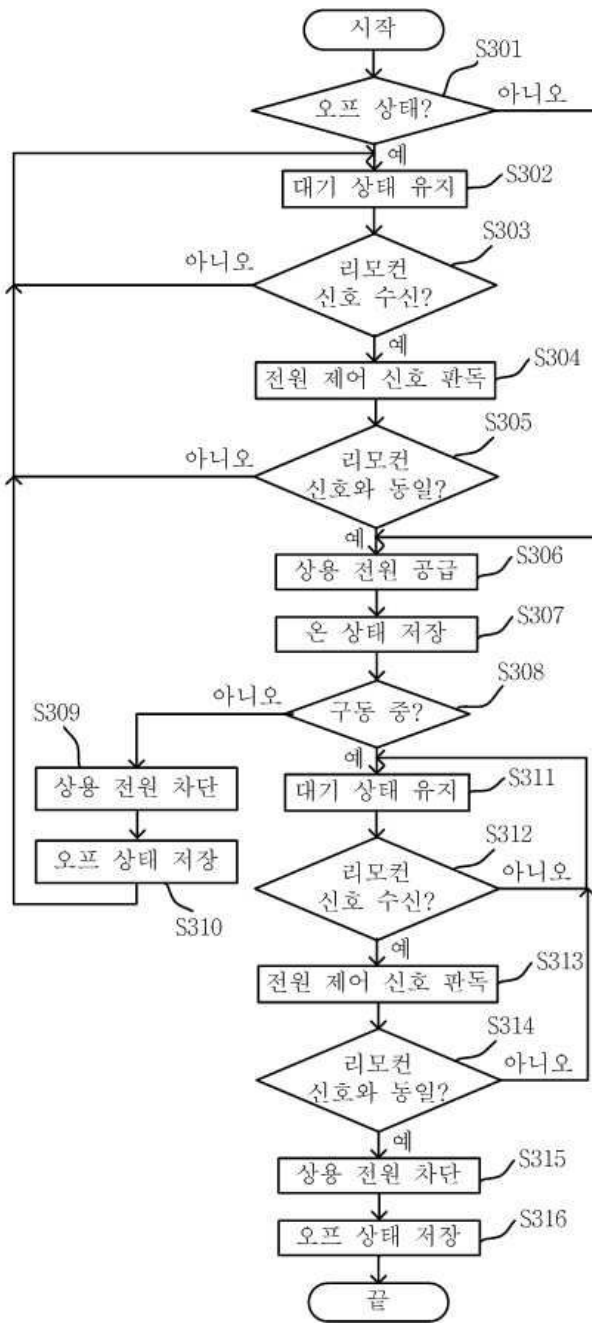 시작
S301
오프 상태?
아니오
예
대기 상태 유지
S302
S303
아니오
리모컨
신호 수신?
예
전원 제어 신호 판독
S304
S305
아니오
리모컨
신호와 동일?
예
상용 전원 공급
S306
온 상태 저장
S307
S308
아니오
구동 중?
S309
예
상용 전원 차단
대기 상태 유지
S311
오프 상태 저장
S312
리모컨
신호 수신?
아니오
S310
예
전원 제어 신호 판독
S313
S314
리모컨
신호와 동일?
아니오
예
상용 전원 차단
S315
오프 상태 저장
S316
끝